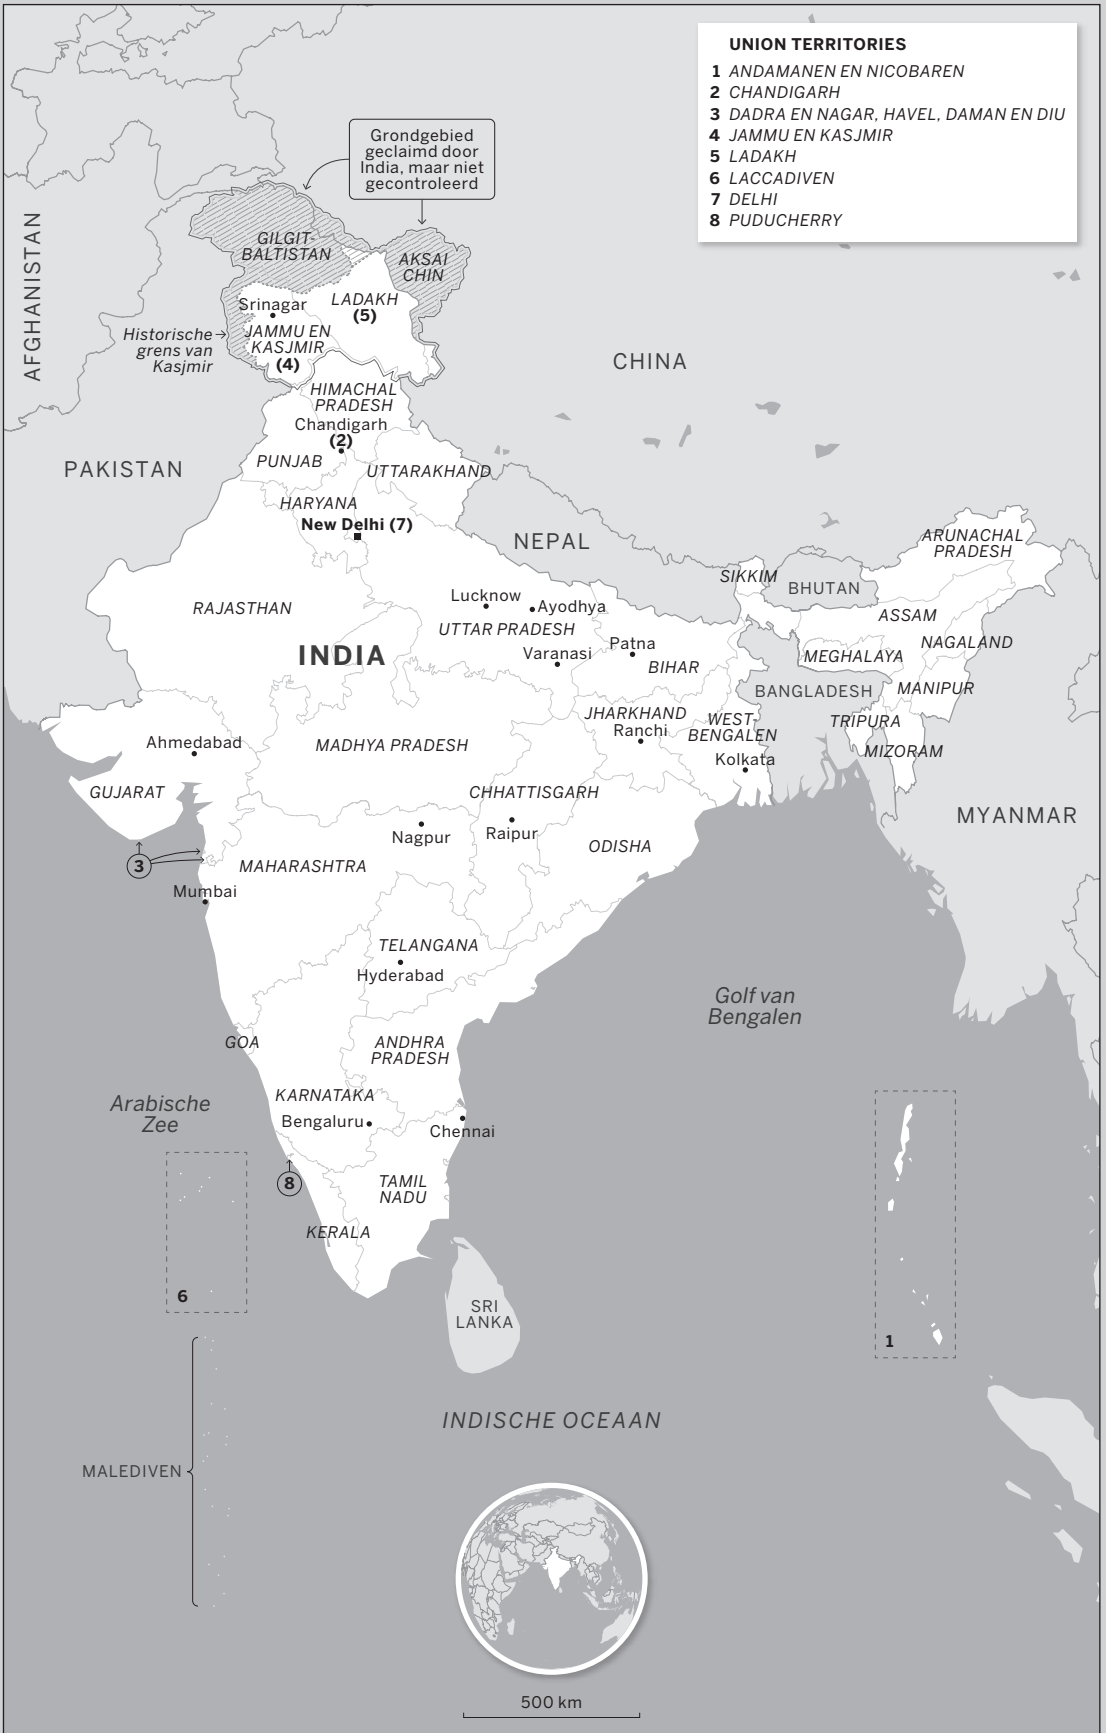 UNION TERRITORIES
1 ANDAMANEN EN NICOBAREN
2 CHANDIGARH
3 DADRA EN NAGAR, HAVEL, DAMAN EN DIU
4 JAMMU EN KASJMIR
5 LADAKH
6 LACCADIVEN
7 DELHI
8 PUDUCHERRY
Grondgebied
geclaimd door
India, maar niet
gecontroleerd
AFGHANISTAN
GILGIT-
BALTISTAN
AKSAI
CHIN
Srinagar
LADAKH
(5)
Historische
grens van
Kasjmir
JAMMU EN
KASJMIR
(4)
CHINA
HIMACHAL
PRADESH
Chandigarh
(2)
PAKISTAN
PUNJAB
UTTARAKHAND
HARYANA
New Delhi (7)
NEPAL
ARUNACHAL
PRADESH
SIKKIM
BHUTAN
RAJASTHAN
Lucknow
Ayodhya
ASSAM
UTTAR PRADESH
NAGALAND
INDIA
Varanasi
Patna
BIHAR
MEGHALAYA
BANGLADESH
MANIPUR
JHARKHAND
Ranchi
WEST-
BENGALEN
TRIPURA
Ahmedabad
MADHYA PRADESH
MIZORAM
Kolkata
GUJARAT
CHHATTISGARH
MYANMAR
Nagpur
Raipur
ODISHA
3
MAHARASHTRA
Mumbai
TELANGANA
Hyderabad
Golf van
Bengalen
GOA
ANDHRA
PRADESH
Arabische
Zee
KARNATAKA
Bengaluru
Chennai
8
TAMIL
NADU
KERALA
6
SRI
LANKA
1
INDISCHE OCEAAN
MALEDIVEN
500 km